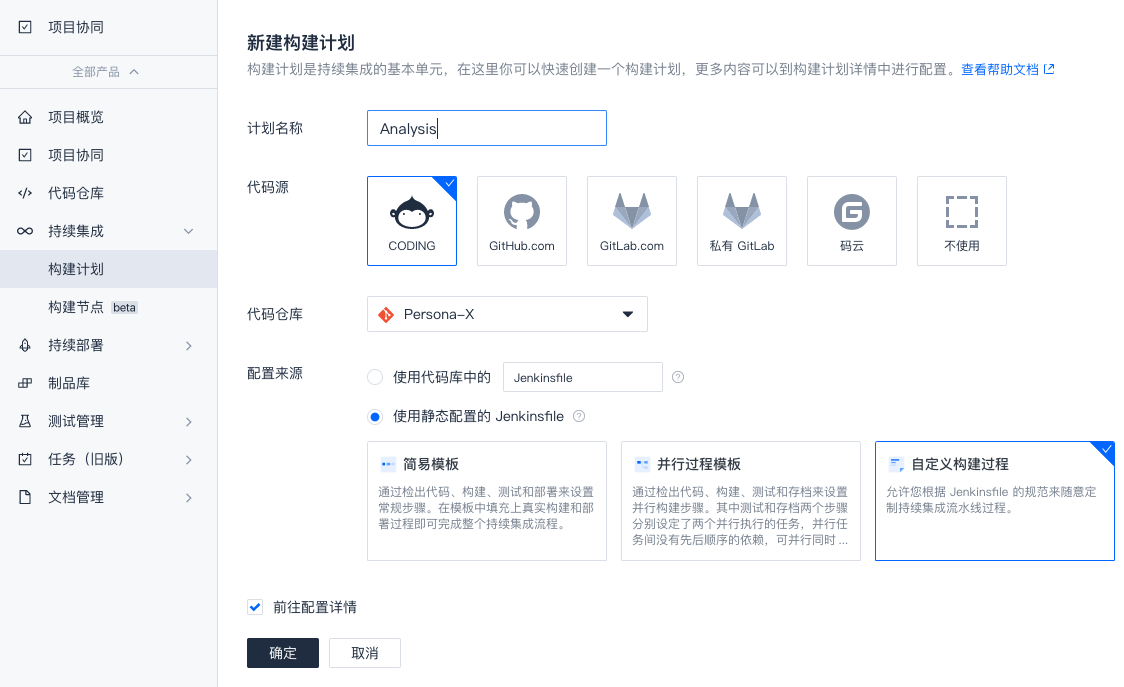 项目协同
全部产品
项目概览
项目协同
代码仓库
持续集成
构建计划
构建节点 beta
持续部署
制品库
测试管理
任务（旧版）
文档管理
新建构建计划
构建计划是持续集成的基本单元，在这里你可以快速创建一个构建计划，更多内容可以到构建计划详情中进行配置。查看帮助文档
计划名称
Analysis
代码源
CODING
GitHub.com
GitLab.com
私有 GitLab
码云
不使用
代码仓库
Persona-X
配置来源
使用代码库中的 Jenkinsfile
使用静态配置的 Jenkinsfile
简易模板
通过检出代码、构建、测试和部署来设置
常规步骤。在模板中填充上真实构建和部
署过程即可完成整个持续集成流程。
并行过程模板
通过检出代码、构建、测试和存档来设置
并行构建步骤。其中测试和存档两个步骤
分别设定了两个并行执行的任务，并行任
务间没有先后顺序的依赖，可并行同时 ...
自定义构建过程
允许您根据 Jenkinsfile 的规范来随意定
制持续集成流水线过程。
前往配置详情
确定
取消